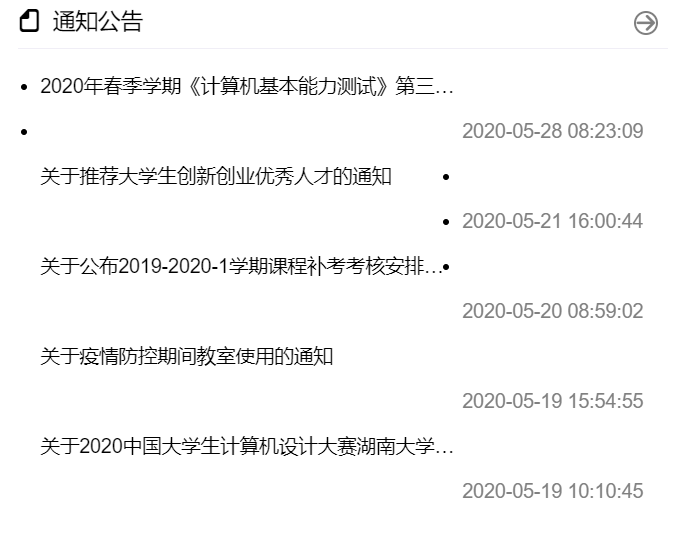 通知公告
2020年春季学期《计算机基本能力测试》第三…
2020-05-28 08:23:09
关于推荐大学生创新创业优秀人才的通知
2020-05-21 16:00:44
关于公布2019-2020-1学期课程补考考核安排…
2020-05-20 08:59:02
关于疫情防控期间教室使用的通知
2020-05-19 15:54:55
关于2020中国大学生计算机设计大赛湖南大学…
2020-05-19 10:10:45